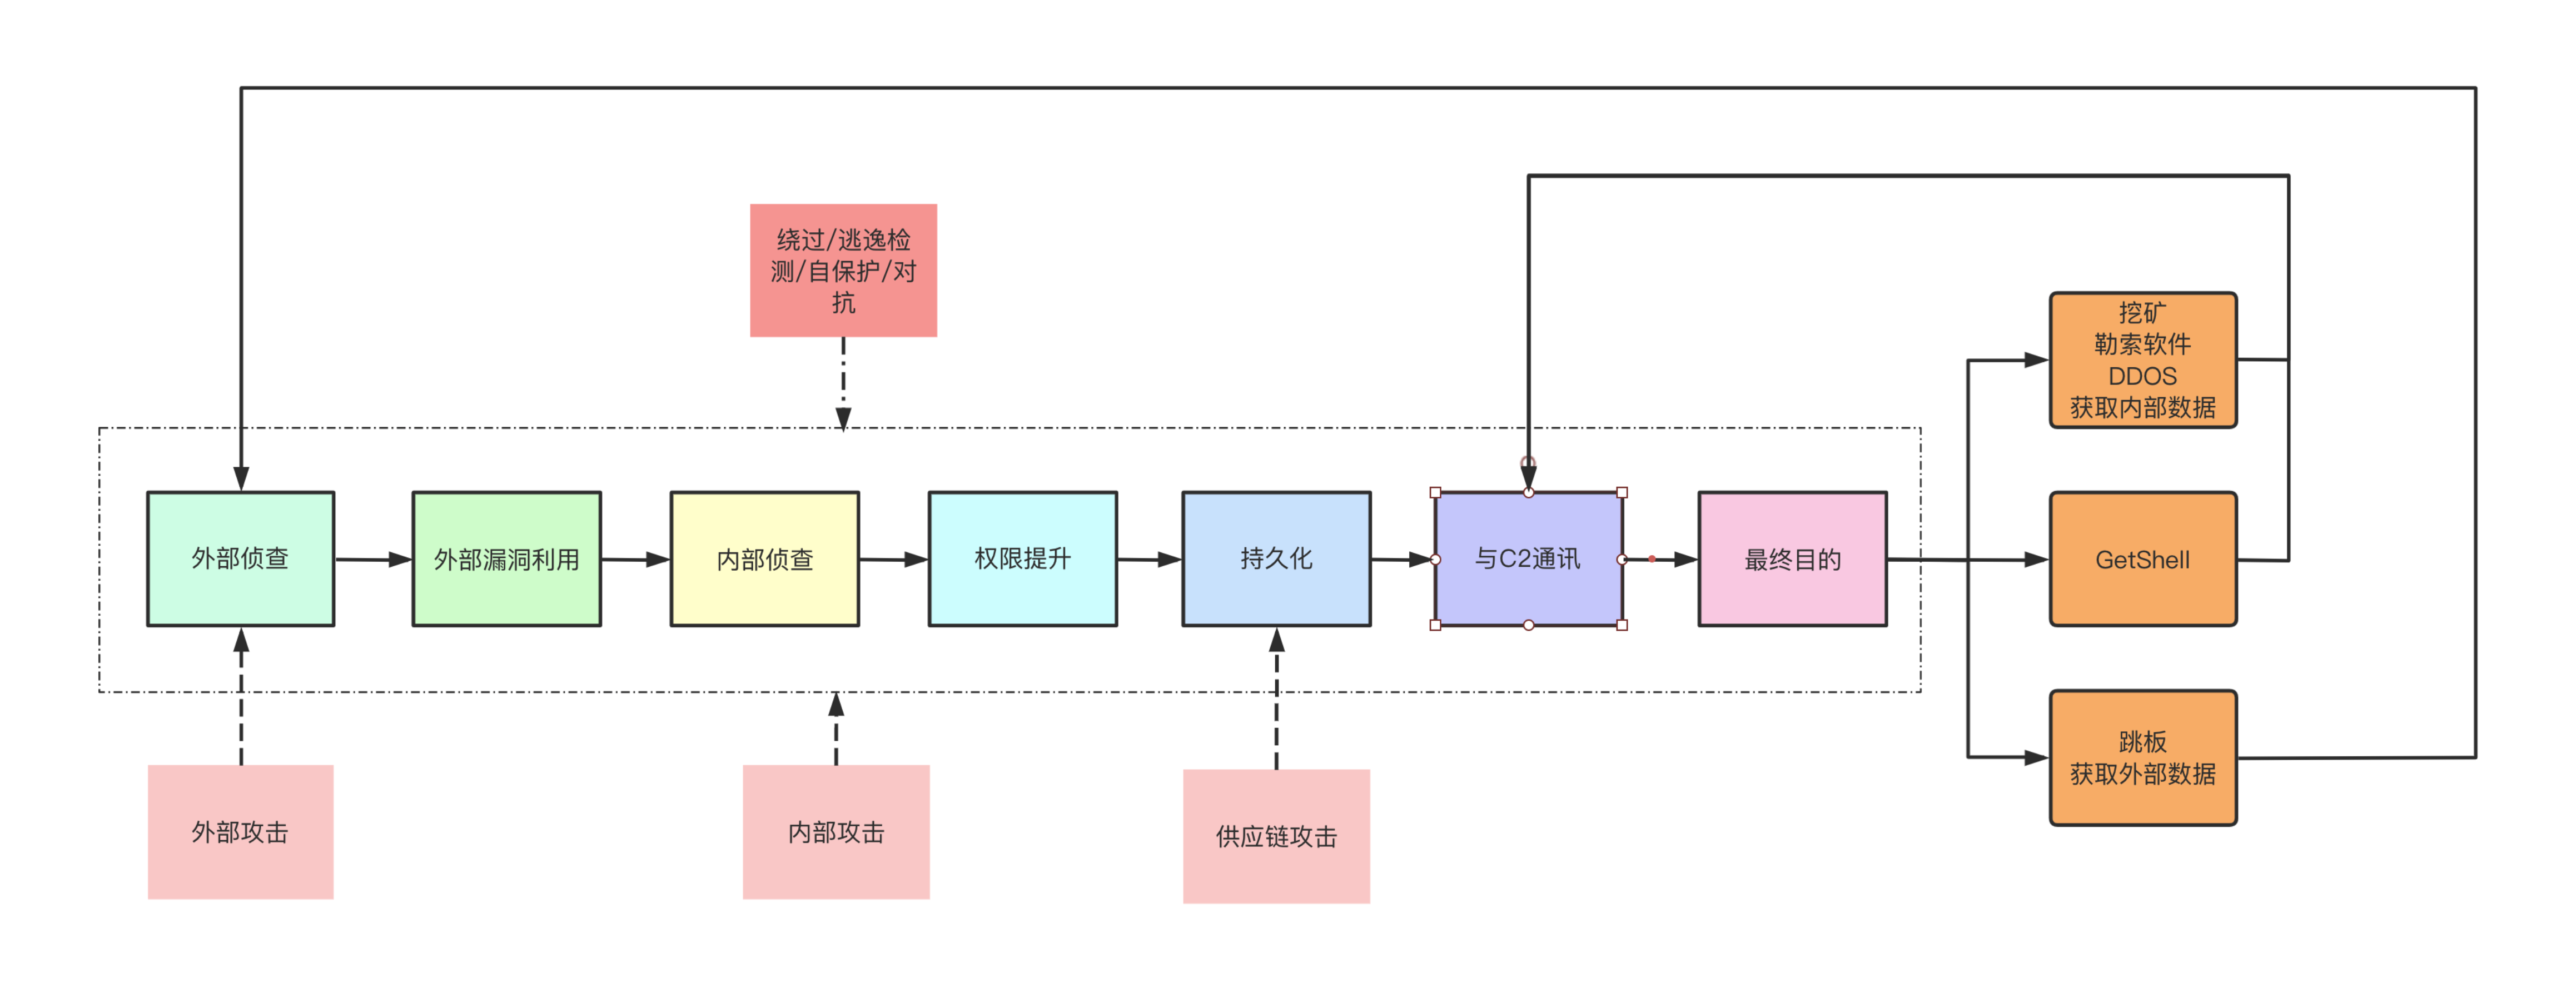 绕过/逃逸检
测/自保护/对
抗
挖矿
勒索软件
DDOS
获取内部数据
外部侦查
外部漏洞利用
内部侦查
权限提升
持久化
与C2通讯
最终目的
GetShell
跳板
获取外部数据
外部攻击
内部攻击
供应链攻击